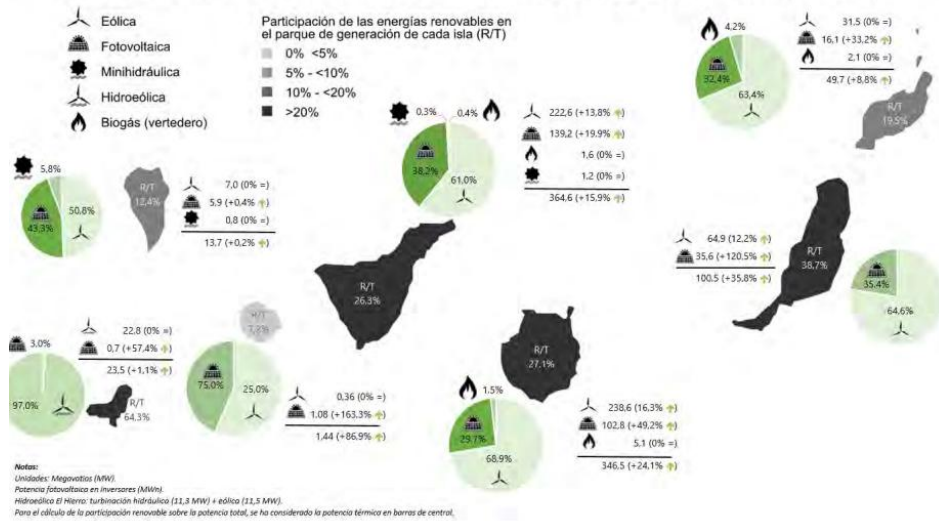 Eólica
Fotovoltaica
Minihidráulica
Hidroeólica
Biogás (vertedero)
Participación de las energías renovables en
el parque de generación de cada isla (R/T)
0% <5%
5% - <10%
10% - <20%
>20%
4.2%
32,4%
63,4%
31.5 (0% =)
16,1 (+33,2%
2.1 (0% =)
49.7 (+8,8%
R/T
19,5%
0.3%
0.4%
38,2%
61,0%
222,6 (+13,8%
139,2 (+19,9%
1,6 (0% =)
1.2 (0% =)
364,6 (+15,9%
R/T
26,3%
5,8%
43,3%
50,8%
R/T
12,4%
7,0 (0% =)
5.9 (+0.4%
0,8 (0% =)
13.7 (+0,2%
64,9 (12,2%
35,6 (+120.5%
100.5 (+35,8%
R/T
38,7%
35.4%
64,6%
3.0%
97.0%
22.8 (0% =)
0,7 (+57,4%
23,5 (+1,1%
R/T
64,3%
R/T
75,0%
25,0%
0,36 (0% =)
1.08 (+163.3%
1.44 (+86.9%
R/T
27,1%
1.5%
29.7%
68,9%
238,6 (16,3%
102,8 (+49,2%
5.1 (0% =)
346,5 (+24,1%
Notas:
Unidades: Megavatios (MW).
Potencia fotovoltaica en inversores (MWn).
Hidroeólica El Hierro: turbinación hidráulica (11,3 MW) + eólica (11,5 MW).
Para el cálculo de la participación renovable sobre la potencia total, se ha considerado la potencia térmica en barras de central.